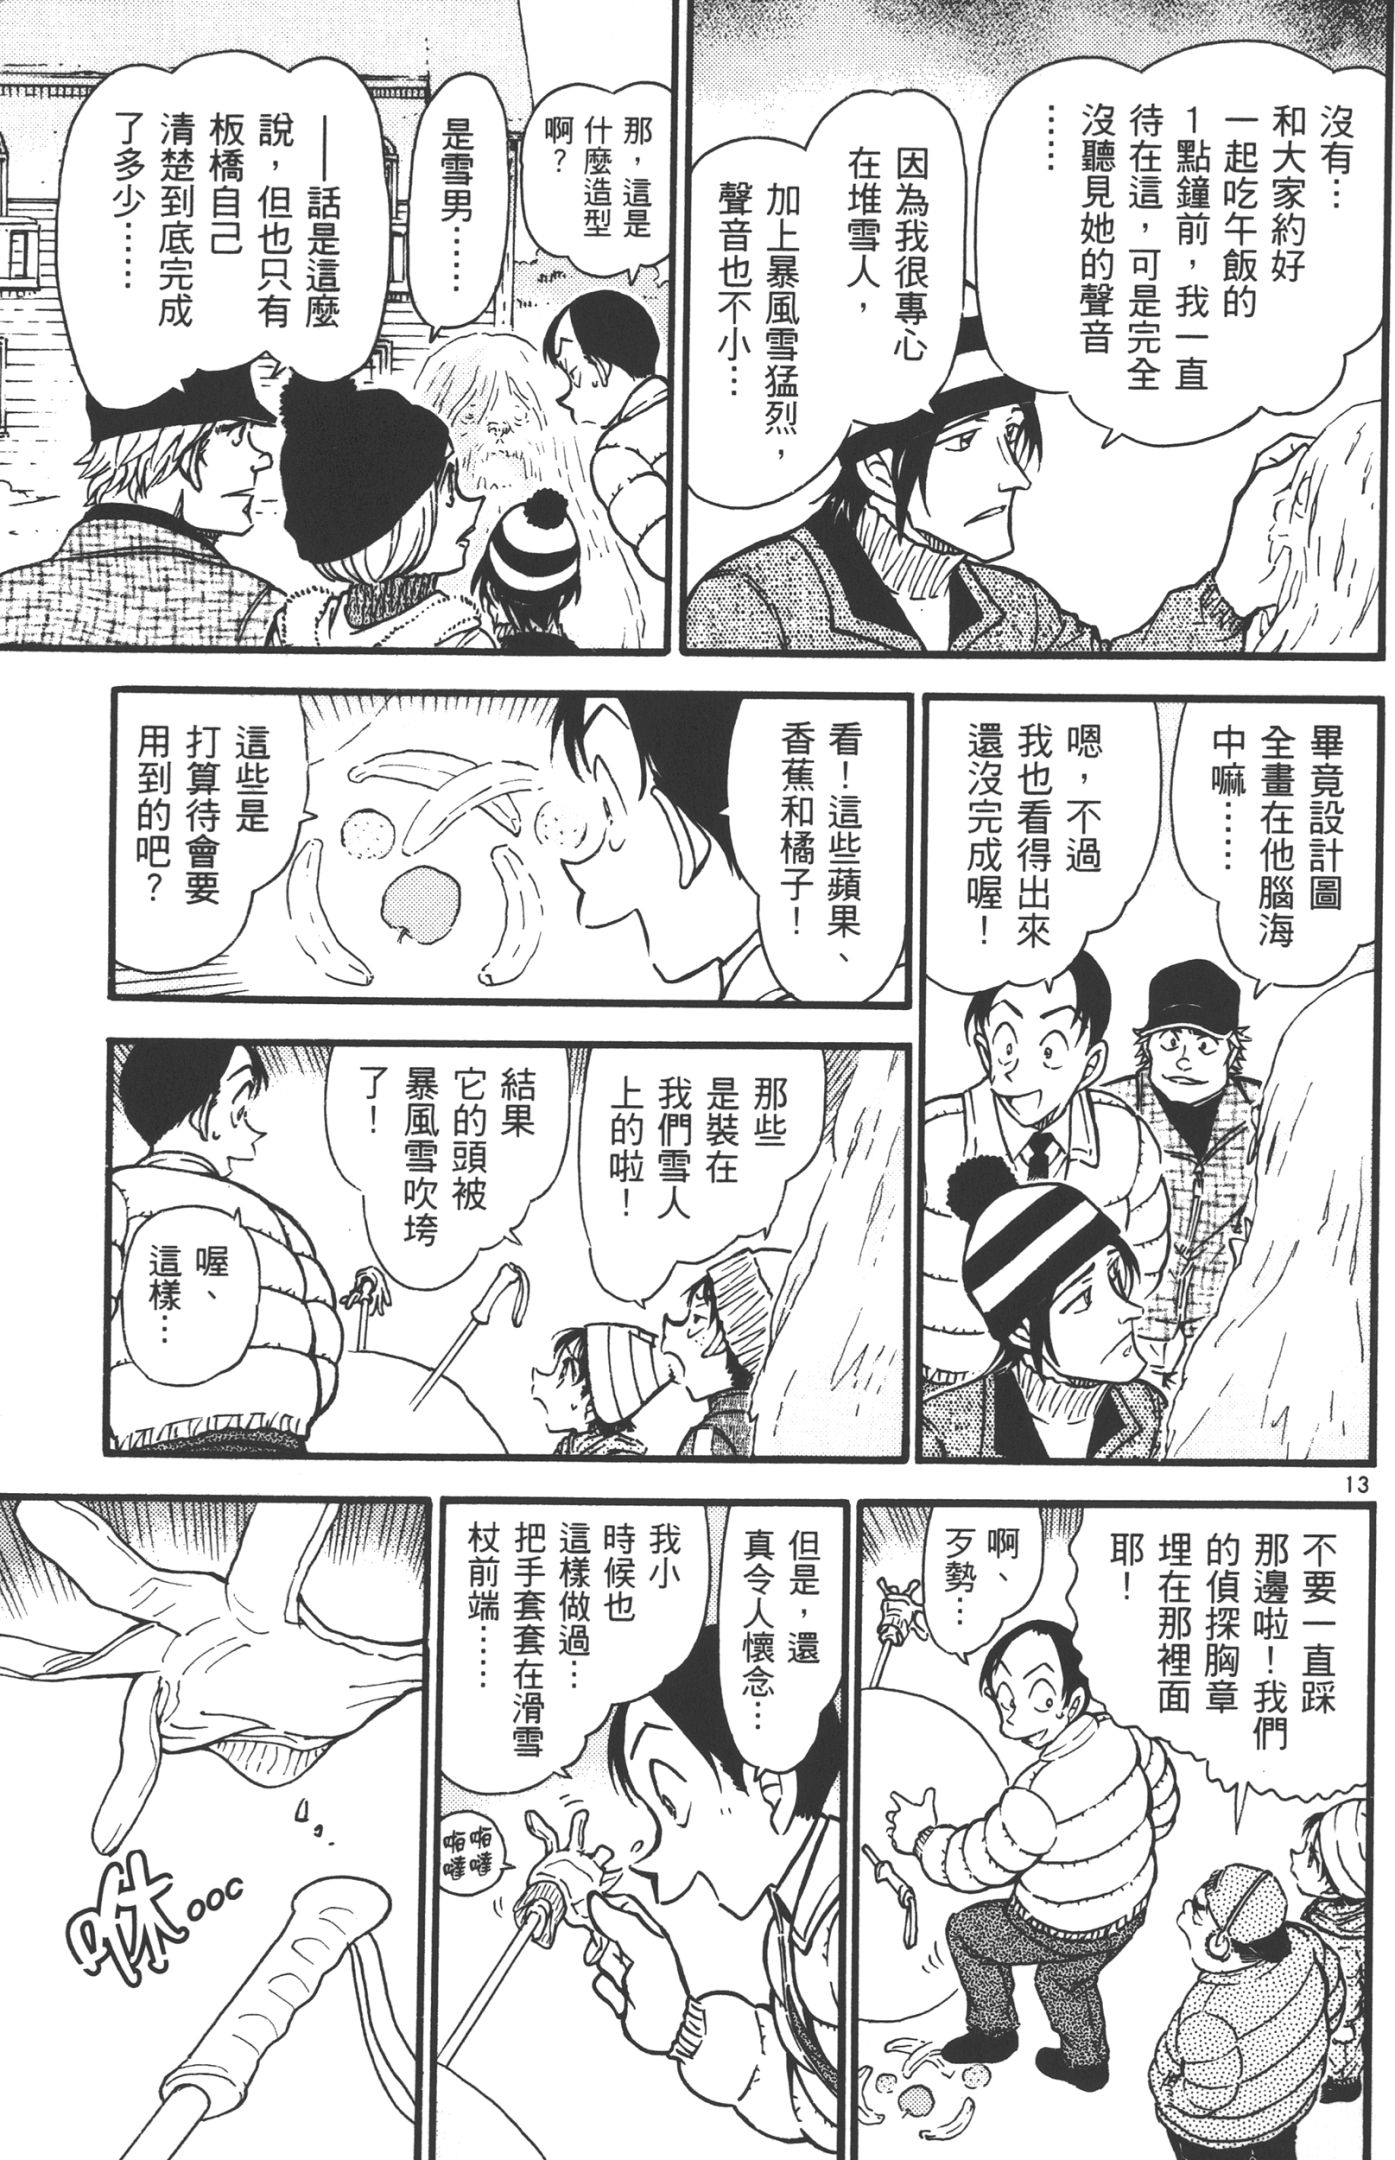 沒有…
和大家約好
一起吃午飯的
1點鐘前，我一直
待在這，可是完全
沒聽見她的聲音
……
因為我很專心
在堆雪人，
加上暴風雪猛烈，
聲音也不小…
那，這是
什麼造型
啊？
是雪男……
——話是這麼
說，但也只有
板橋自己
清楚到底完成
了多少……
畢竟設計圖
全畫在他腦海
中嘛……
嗯，不過
我也看得出來
還沒完成喔！
看！這些蘋果、
香蕉和橘子！
這些是
打算待會要
用到的吧？
那些
是裝在
我們雪人
上的啦！
結果
它的頭被
暴風雪吹垮
了！
喔、
這樣…
13
不要一直踩
那邊啦！我們
的偵探胸章
埋在那裡面
耶！
啊、
歹勢…
但是，還
真令人懷念…
我小
時候也
這樣做過…
把手套套在滑雪
杖前端……
啪噠
啪噠
咻…